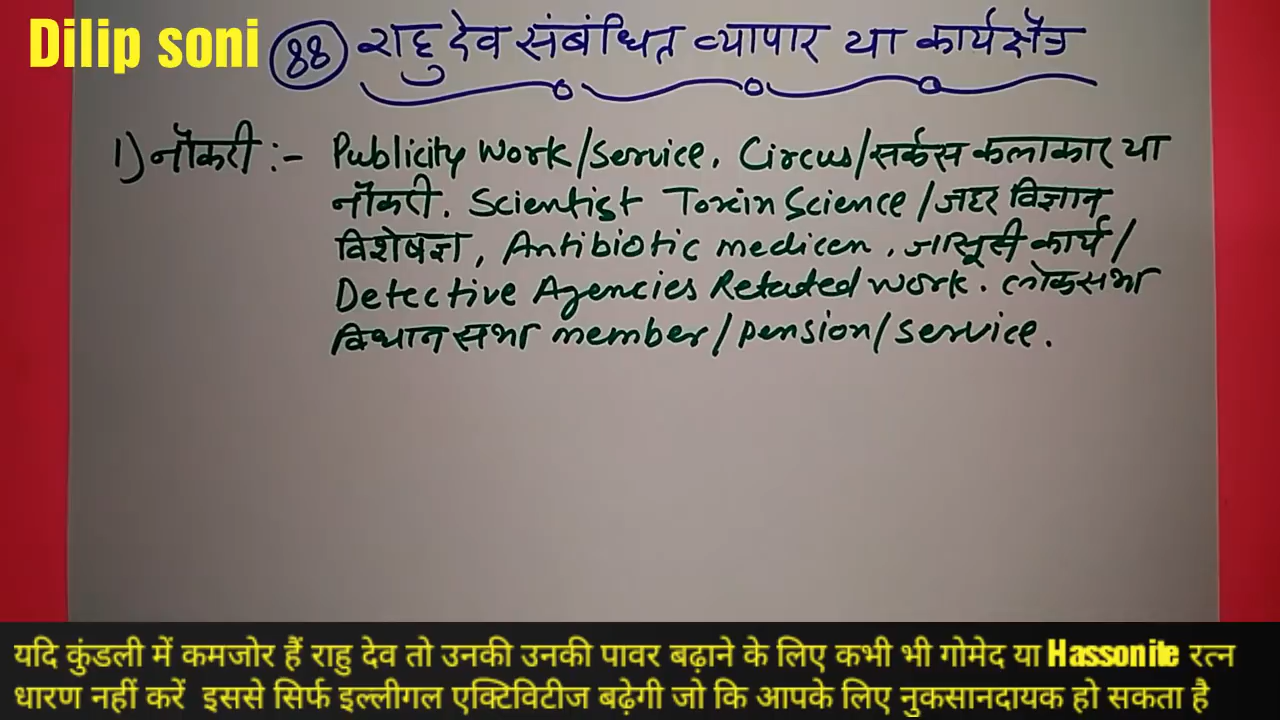 Dilip soni
88 राहु देव संबंधित व्यापार या कार्यक्षेत्र
1) नौकरी :- Publicity work/service. Circus/सर्कस कलाकार या
नौकरी. Scientist Toxin Science/जहर विज्ञान
विशेषज्ञ, Antibiotic medicen. जासूसी कार्य/
Detective Agencies Retated work. लोकसभा
विधानसभा member/pension/service.
यदि कुंडली में कमजोर हैं राहु देव तो उनकी उनकी पावर बढ़ाने के लिए कभी भी गोमेद या Hassonite रत्न
धारण नहीं करें इससे सिर्फ इल्लीगल एक्टिविटीज बढ़ेगी जो कि आपके लिए नुकसानदायक हो सकता है